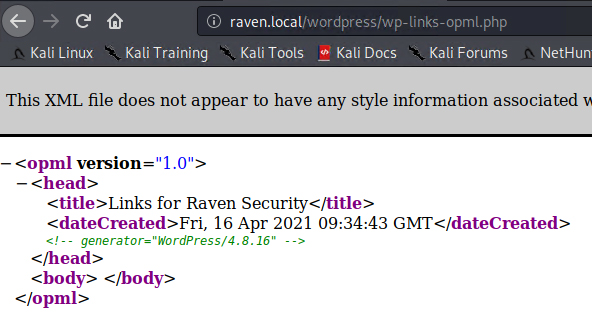 raven.local/wordpress/wp-links-opml.php
Kali Linux Kali Training Kali Tools Kali Docs Kali Forums NetHun
This XML file does not appear to have any style information associated w
−<opml version="1.0">
−<head>
<title>Links for Raven Security</title>
<dateCreated>Fri, 16 Apr 2021 09:34:43 GMT</dateCreated>
<!-- generator="WordPress/4.8.16" -->
</head>
<body> </body>
</opml>